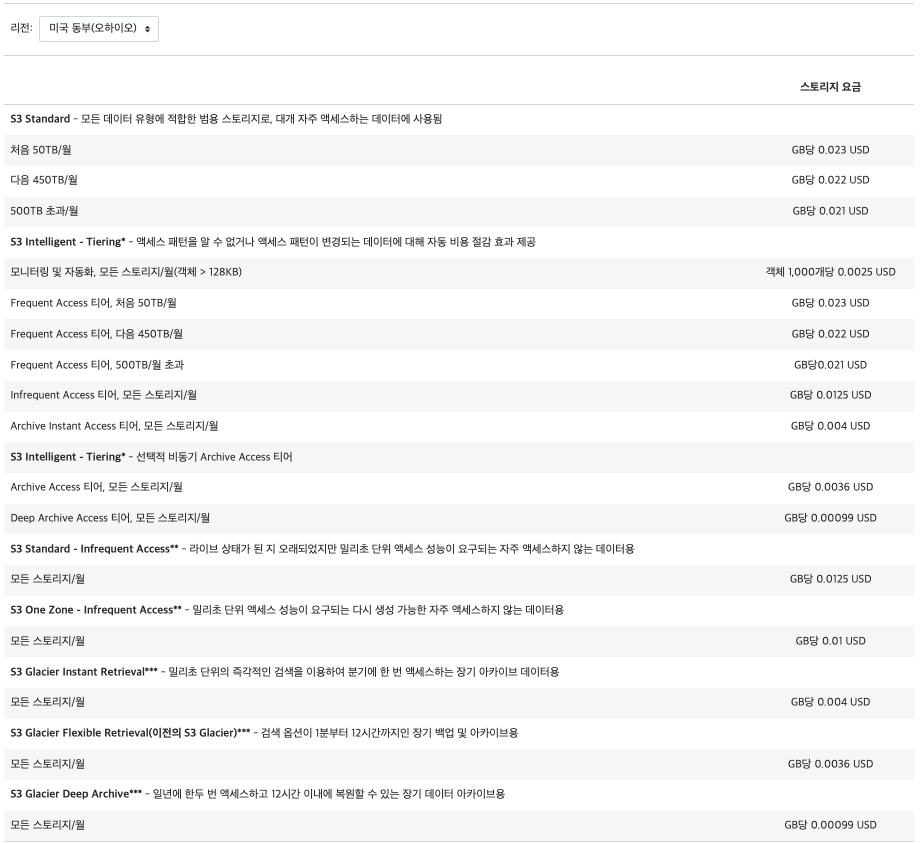 리전: 미국 동부(오하이오)
스토리지 요금
S3 Standard – 모든 데이터 유형에 적합한 범용 스토리지로, 대개 자주 액세스하는 데이터에 사용됨
처음 50TB/월 GB당 0.023 USD
다음 450TB/월 GB당 0.022 USD
500TB 초과/월 GB당 0.021 USD
S3 Intelligent - Tiering* – 액세스 패턴을 알 수 없거나 액세스 패턴이 변경되는 데이터에 대해 자동 비용 절감 효과 제공
모니터링 및 자동화, 모든 스토리지/월(객체 > 128KB) 객체 1,000개당 0.0025 USD
Frequent Access 티어, 처음 50TB/월 GB당 0.023 USD
Frequent Access 티어, 다음 450TB/월 GB당 0.022 USD
Frequent Access 티어, 500TB/월 초과 GB당0.021 USD
Infrequent Access 티어, 모든 스토리지/월 GB당 0.0125 USD
Archive Instant Access 티어, 모든 스토리지/월 GB당 0.004 USD
S3 Intelligent - Tiering* – 선택적 비동기 Archive Access 티어
Archive Access 티어, 모든 스토리지/월 GB당 0.0036 USD
Deep Archive Access 티어, 모든 스토리지/월 GB당 0.00099 USD
S3 Standard - Infrequent Access** – 라이브 상태가 된 지 오래되었지만 밀리초 단위 액세스 성능이 요구되는 자주 액세스하지 않는 데이터용
모든 스토리지/월 GB당 0.0125 USD
S3 One Zone - Infrequent Access** – 밀리초 단위 액세스 성능이 요구되는 다시 생성 가능한 자주 액세스하지 않는 데이터용
모든 스토리지/월 GB당 0.01 USD
S3 Glacier Instant Retrieval*** – 밀리초 단위의 즉각적인 검색을 이용하여 분기에 한 번 액세스하는 장기 아카이브 데이터용
모든 스토리지/월 GB당 0.004 USD
S3 Glacier Flexible Retrieval(이전의 S3 Glacier)*** – 검색 옵션이 1분부터 12시간까지인 장기 백업 및 아카이브용
모든 스토리지/월 GB당 0.0036 USD
S3 Glacier Deep Archive*** – 일년에 한두 번 액세스하고 12시간 이내에 복원할 수 있는 장기 데이터 아카이브용
모든 스토리지/월 GB당 0.00099 USD